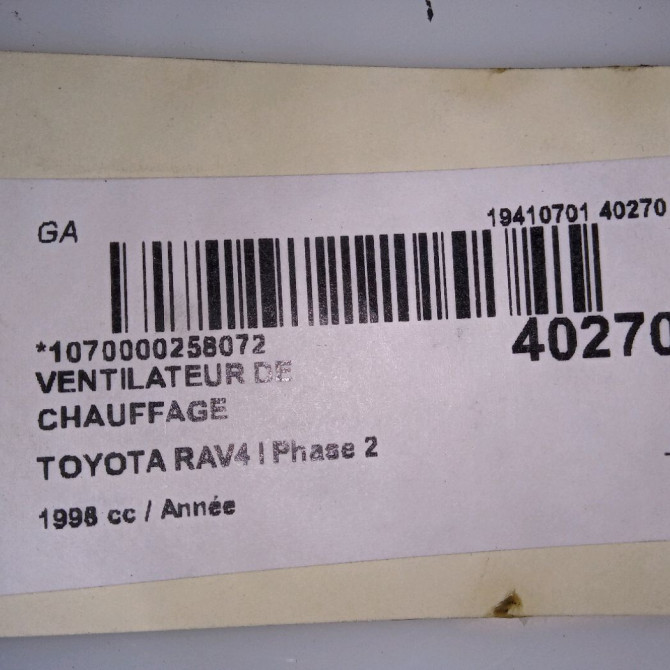 GA
19410701 40270
*1070000258072
40270
VENTILATEUR DE
CHAUFFAGE
TOYOTA RAV4 I Phase 2
1998 cc / Année